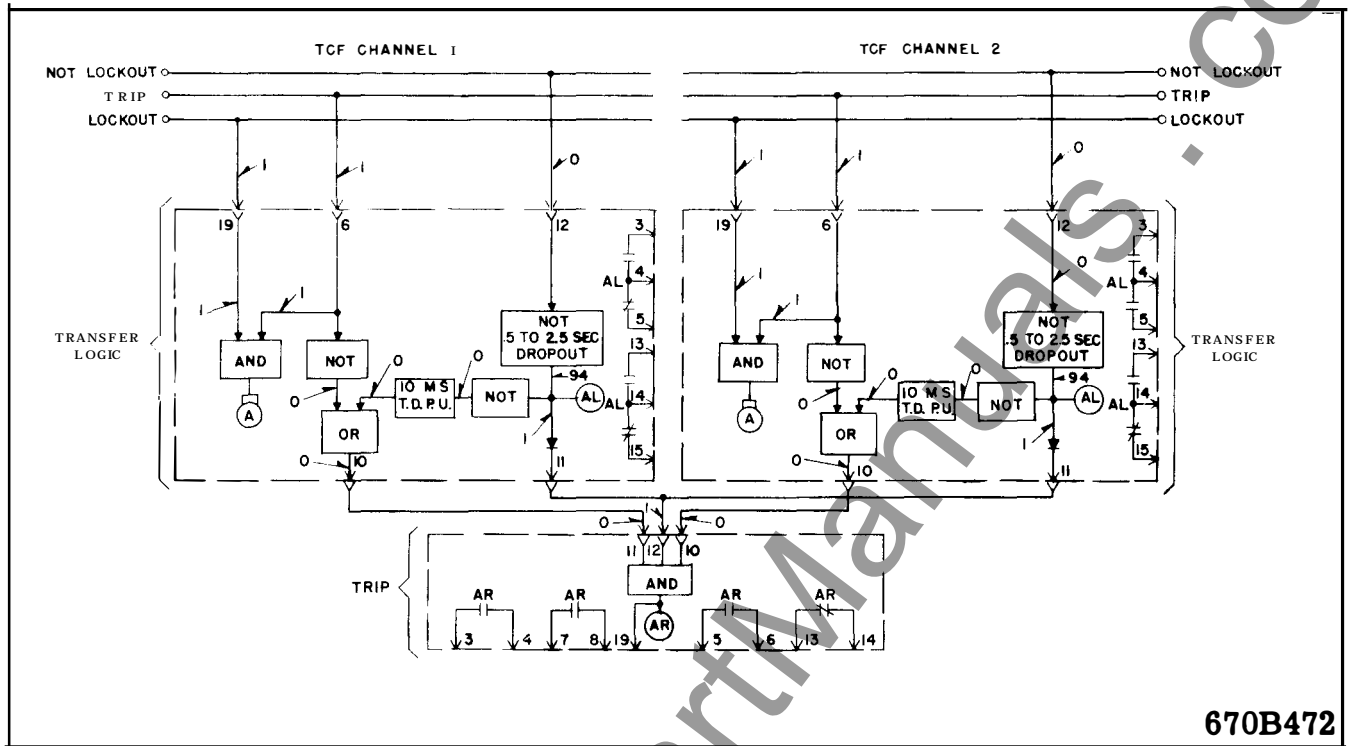 TCF CHANNEL I
TCF CHANNEL 2
NOT LOCKOUT
NOT LOCKOUT
TRIP
TRIP
LOCKOUT
LOCKOUT
1
1
0
1
1
0
19
6
12
3
19
6
12
3
0
AL
4
AL
4
1
1
1
1
5
5
TRANSFER
LOGIC
NOT
.5 TO 2.5 SEC
DROPOUT
NOT
.5 TO 2.5 SEC
DROPOUT
TRANSFER
LOGIC
AND
NOT
13
AND
NOT
13
94
94
0
0
0
0
0
0
10 MS
T.D.P.U.
NOT
AL
AL
14
10 MS
T.D.P.U.
NOT
AL
AL
14
A
A
OR
1
OR
1
15
15
0
10
11
0
10
11
0
1
0
11
12
10
TRIP
AND
AR
AR
AR
AR
AR
3
4
7
8
19
5
6
13
14
670B472
rtManuals.co